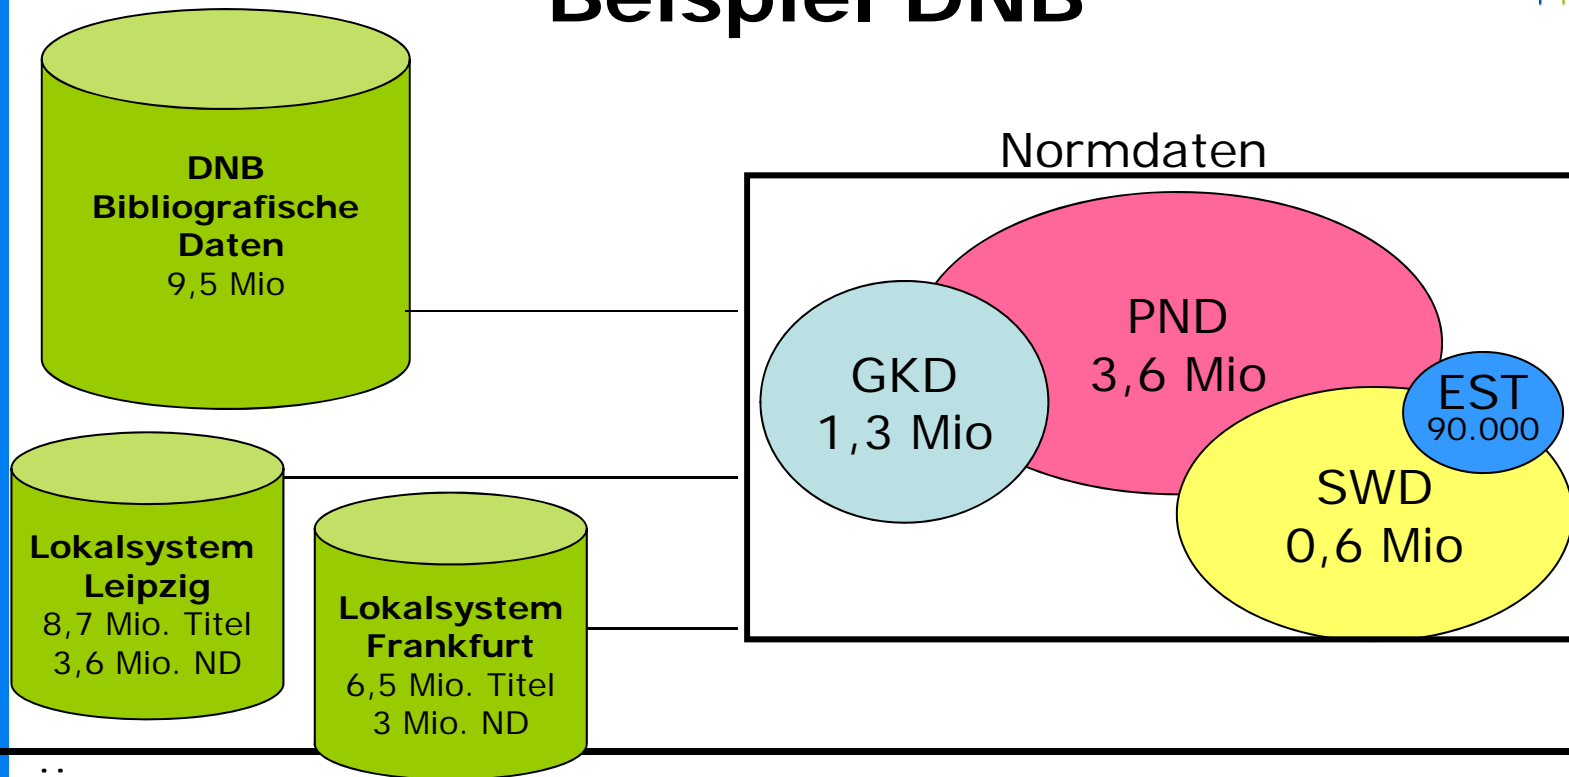 Beispiel DNB
DNB
Bibliografische
Daten
9,5 Mio
Normdaten
PND
3,6 Mio
GKD
1,3 Mio
EST
90.000
SWD
0,6 Mio
Lokalsystem
Leipzig
8,7 Mio. Titel
3,6 Mio. ND
Lokalsystem
Frankfurt
6,5 Mio. Titel
3 Mio. ND